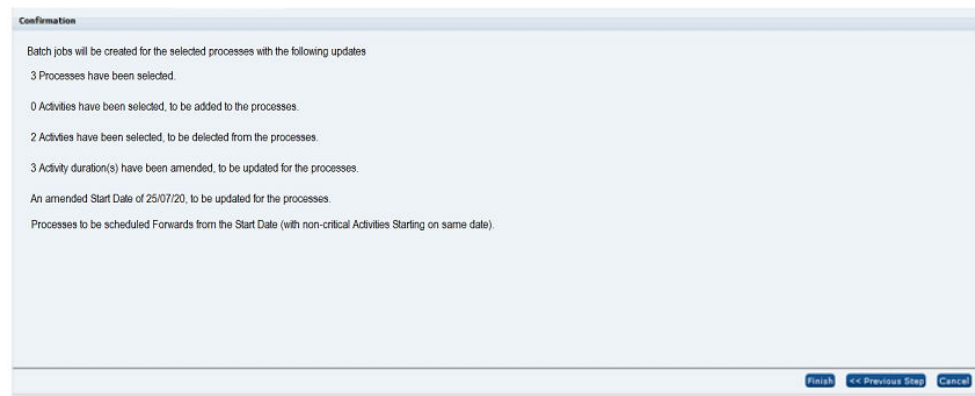 Confirmation
Batch jobs will be created for the selected processes with the following updates
3 Processes have been selected.
0 Activities have been selected, to be added to the processes.
2 Activties have been selected, to be delected from the processes.
3 Activity duration(s) have been amended, to be updated for the processes.
An amended Start Date of 25/07/20, to be updated for the processes.
Processes to be scheduled Forwards from the Start Date (with non-critical Activities Starting on same date).
Finish << Previous Step Cancel